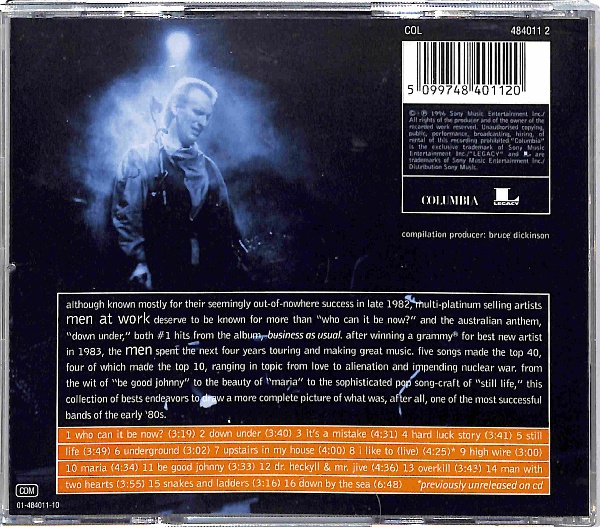 COL 484011 2
5 099748 401120
©:℗ 1996 Sony Music Entertainment Inc./
All rights of the producer and of the owner of the
recorded work reserved. Unauthorised copying,
public, performance, broadcasting, hiring, or
rental of this recording prohibited."Columbia"
is the exclusive trademark of Sony Music
Entertainment Inc./"LEGACY" and L are
trademarks of Sony Music Entertainment Inc./
Distribution Sony Music.
COLUMBIA LEGACY
compilation producer: bruce dickinson
although known mostly for their seemingly out-of-nowhere success in late 1982, multi-platinum selling artists
men at work deserve to be known for more than "who can it be now?" and the australian anthem,
"down under," both #1 hits from the album, business as usual. after winning a grammy® for best new artist
in 1983, the men spent the next four years touring and making great music. five songs made the top 40,
four of which made the top 10, ranging in topic from love to alienation and impending nuclear war. from
the wit of "be good johnny" to the beauty of "maria" to the sophisticated pop song-craft of "still life," this
collection of bests endeavors to draw a more complete picture of what was, after all, one of the most successful
bands of the early '80s.
1 who can it be now? (3:19) 2 down under (3:40) 3 it's a mistake (4:31) 4 hard luck story (3:41) 5 still
life (3:49) 6 underground (3:02) 7 upstairs in my house (4:00) 8 i like to (live) (4:25)* 9 high wire (3:00)
10 maria (4:34) 11 be good johnny (3:33) 12 dr. heckyll & mr. jive (4:36) 13 overkill (3:43) 14 man with
two hearts (3:55) 15 snakes and ladders (3:16) 16 down by the sea (6:48) *previously unreleased on cd
COM
01-484011-10